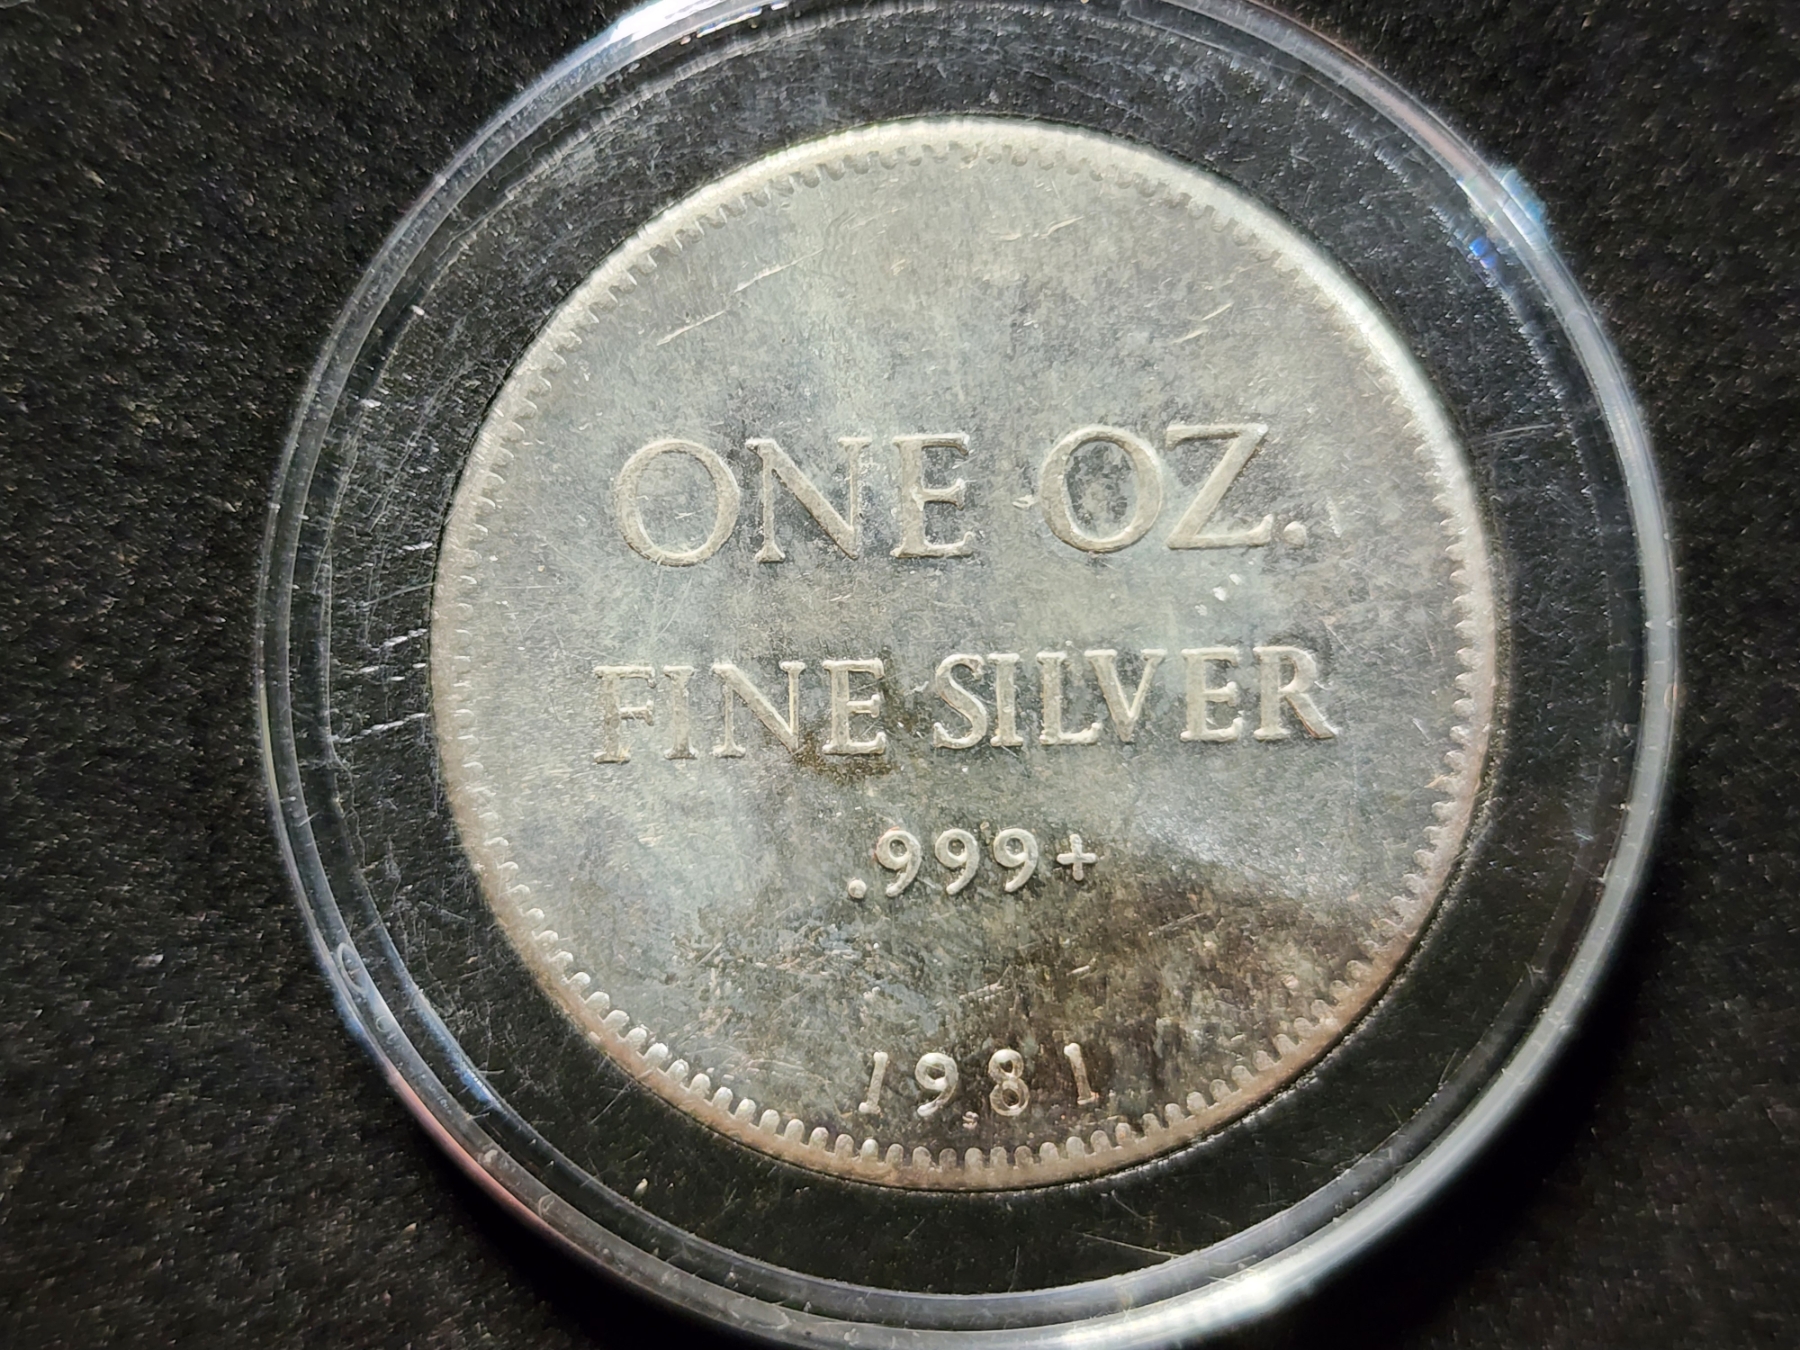 ONE OZ.
FINE SILVER
.999+
1981
S